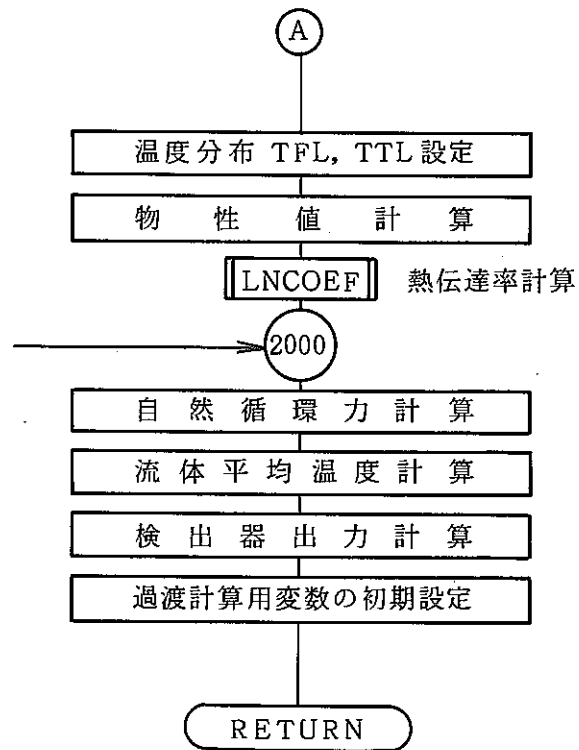 A
温度分布 TFL, TTL 設定
物性値計算
LNCOEF 熱伝達率計算
2000
自然循環力計算
流体平均温度計算
検出器出力計算
過渡計算用変数の初期設定
RETURN